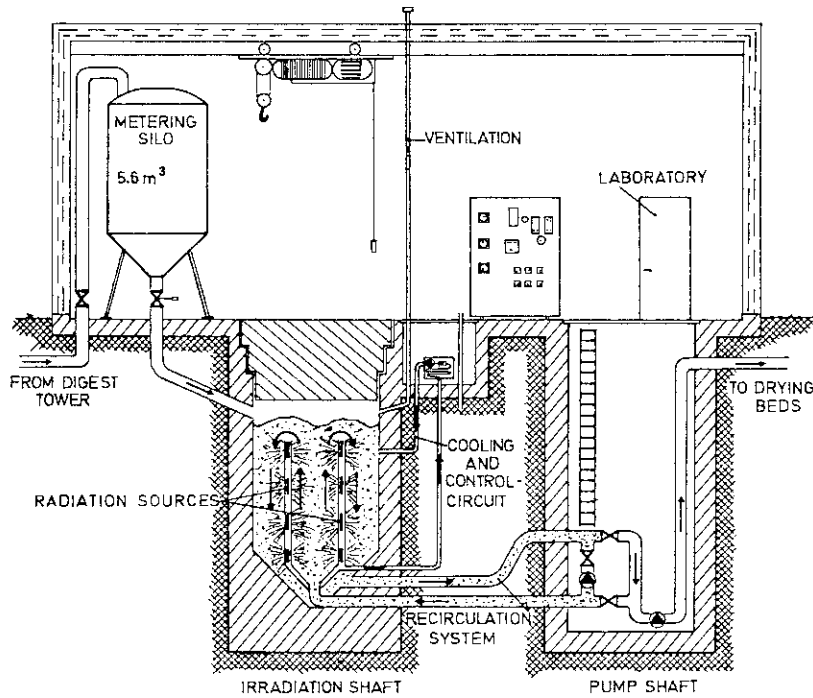 METERING
SILO
5.6 m³
VENTILATION
LABORATORY
FROM DIGEST
TOWER
TO DRYING
BEDS
COOLING
AND
CONTROL-
CIRCUIT
RADIATION SOURCES
RECIRCULATION
SYSTEM
IRRADIATION SHAFT
PUMP SHAFT